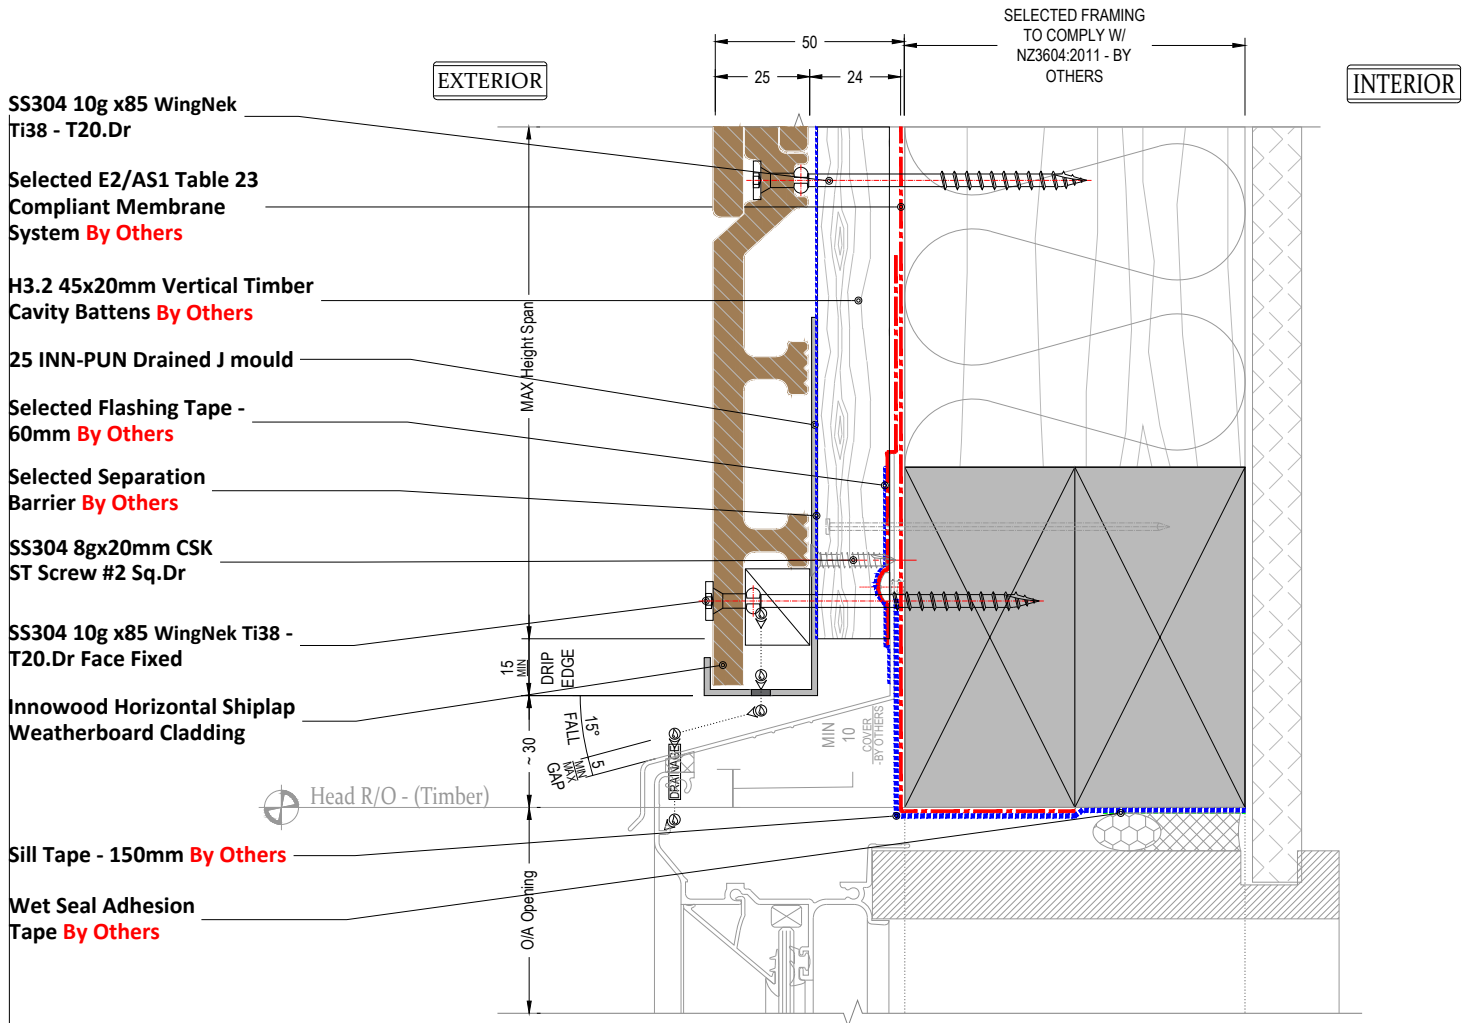 SELECTED FRAMING
TO COMPLY W/
NZ3604:2011 - BY
OTHERS
50
25
24
EXTERIOR
INTERIOR
SS304 10g x85 WingNek
Ti38 - T20.Dr
Selected E2/AS1 Table 23
Compliant Membrane
System By Others
H3.2 45x20mm Vertical Timber
Cavity Battens By Others
25 INN-PUN Drained J mould
Selected Flashing Tape -
60mm By Others
Selected Separation
Barrier By Others
SS304 8gx20mm CSK
ST Screw #2 Sq.Dr
SS304 10g x85 WingNek Ti38 -
T20.Dr Face Fixed
Innowood Horizontal Shiplap
Weatherboard Cladding
Sill Tape - 150mm By Others
Wet Seal Adhesion
Tape By Others
MAX Height Span
15
MIN
DRIP
EDGE
~ 30
15°
FALL
5
MIN
MAX
GAP
DRAINAGE
MIN
10
COVER
-BY OTHERS
Head R/O - (Timber)
O/A Opening